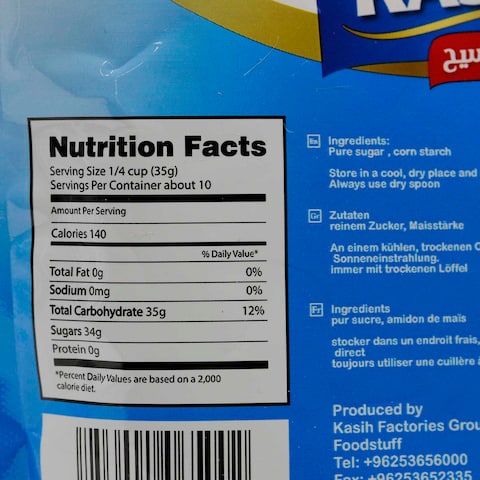 Nutrition Facts
Serving Size 1/4 cup (35g)
Servings Per Container about 10
Amount Per Serving
Calories 140
% Daily Value*
Total Fat 0g 0%
Sodium 0mg 0%
Total Carbohydrate 35g 12%
Sugars 34g
Protein 0g
*Percent Daily Values are based on a 2,000
calorie diet.
En Ingredients:
Pure sugar , corn starch
Store in a cool, dry place and
Always use dry spoon
Gr Zutaten
reinem Zucker, Maisstärke
An einem kühlen, trockenen
Sonneneinstrahlung.
immer mit trockenen Löffel
Fr Ingredients
pur sucre, amidon de maïs
stocker dans un endroit frais,
direct
toujours utiliser une cuillère
Produced by
Kasih Factories
Foodstuff
Tel: +96253656000
Fax: +96253652335